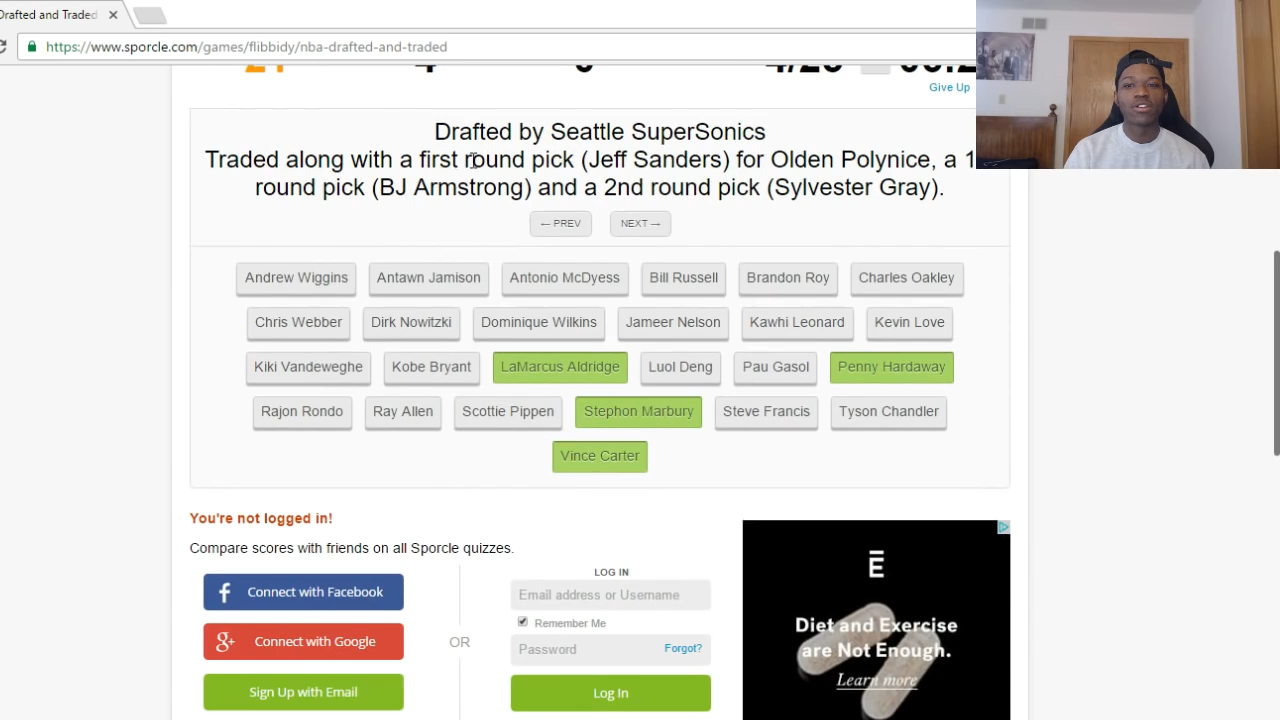 Drafted and Traded
https://www.sporcle.com/games/flibbidy/nba-drafted-and-traded
Give Up
Drafted by Seattle SuperSonics
Traded along with a first round pick (Jeff Sanders) for Olden Polynice, a 1
round pick (BJ Armstrong) and a 2nd round pick (Sylvester Gray).
← PREV NEXT →
Andrew Wiggins Antawn Jamison Antonio McDyess Bill Russell Brandon Roy Charles Oakley
Chris Webber Dirk Nowitzki Dominique Wilkins Jameer Nelson Kawhi Leonard Kevin Love
Kiki Vandeweghe Kobe Bryant LaMarcus Aldridge Luol Deng Pau Gasol Penny Hardaway
Rajon Rondo Ray Allen Scottie Pippen Stephon Marbury Steve Francis Tyson Chandler
Vince Carter
You're not logged in!
Compare scores with friends on all Sporcle quizzes.
f Connect with Facebook
g+ Connect with Google
Sign Up with Email
OR
LOG IN
Email address or Username
Remember Me
Password Forgot?
Log In
Ē
Diet and Exercise
are Not Enough.
Learn more